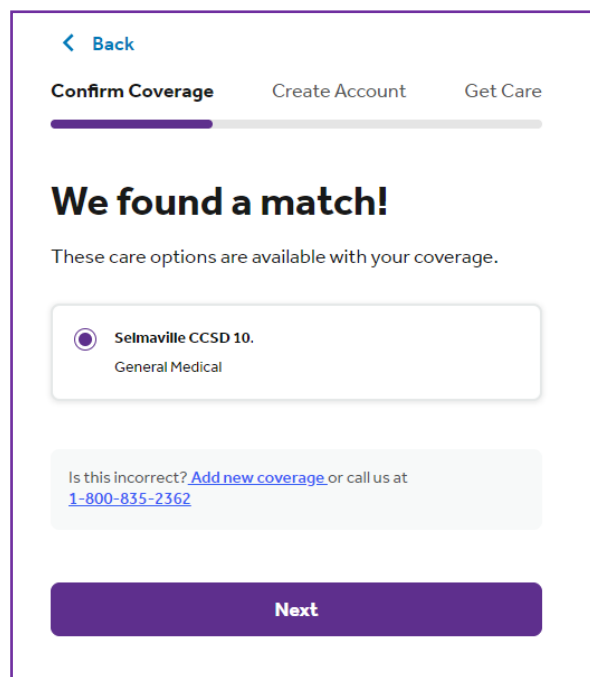 Back
Confirm Coverage Create Account Get Care
We found a match!
These care options are available with your coverage.
Selmaville CCSD 10.
General Medical
Is this incorrect? Add new coverage or call us at
1-800-835-2362
Next